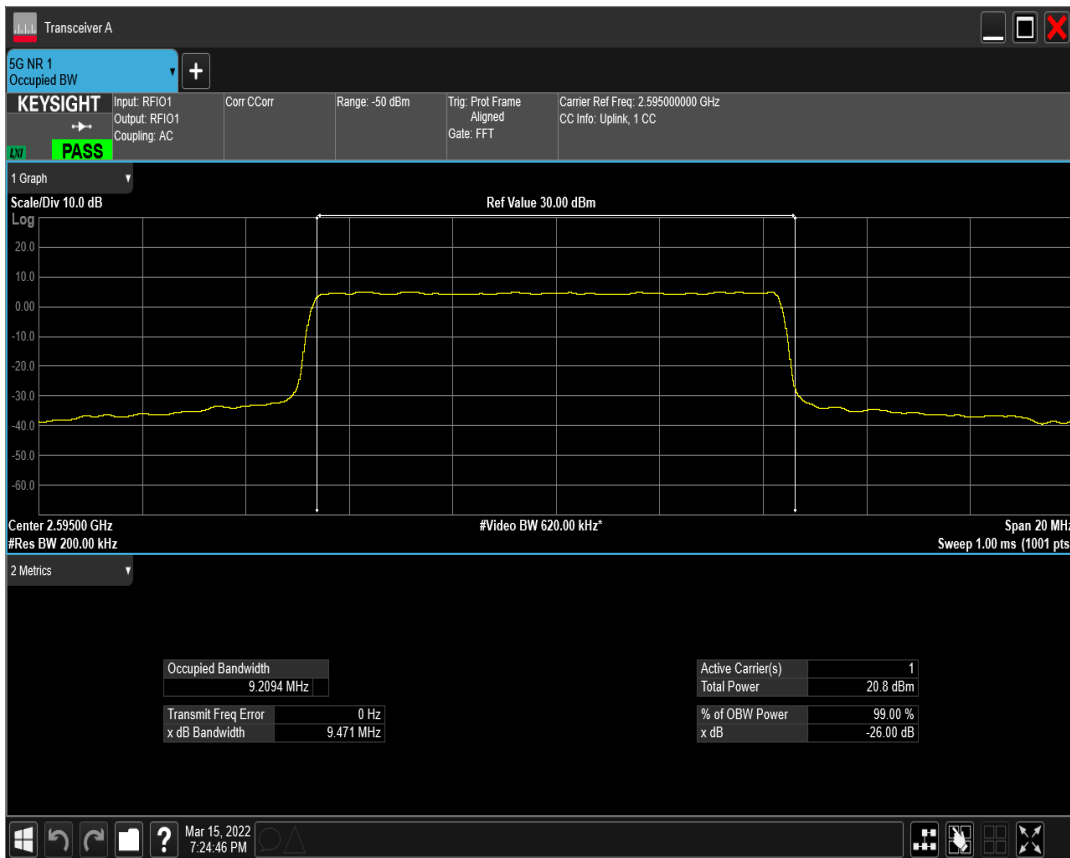 Transceiver A
5G NR 1
Occupied BW
KEYSIGHT
LXI
PASS
Input: RFIO1
Output: RFIO1
Coupling: AC
Corr CCorr
Range: -50 dBm
Trig: Prot Frame
Aligned
Gate: FFT
Carrier Ref Freq: 2.595000000 GHz
CC Info: Uplink, 1 CC
1 Graph
Scale/Div 10.0 dB
Ref Value 30.00 dBm
Log
20.0
10.0
0.00
-10.0
-20.0
-30.0
-40.0
-50.0
-60.0
Center 2.59500 GHz
#Video BW 620.00 kHz*
Span 20 MHz
#Res BW 200.00 kHz
Sweep 1.00 ms (1001 pts
2 Metrics
Occupied Bandwidth
9.2094 MHz
Transmit Freq Error 0 Hz
x dB Bandwidth 9.471 MHz
Active Carrier(s) 1
Total Power 20.8 dBm
% of OBW Power 99.00 %
x dB -26.00 dB
Mar 15, 2022
7:24:46 PM